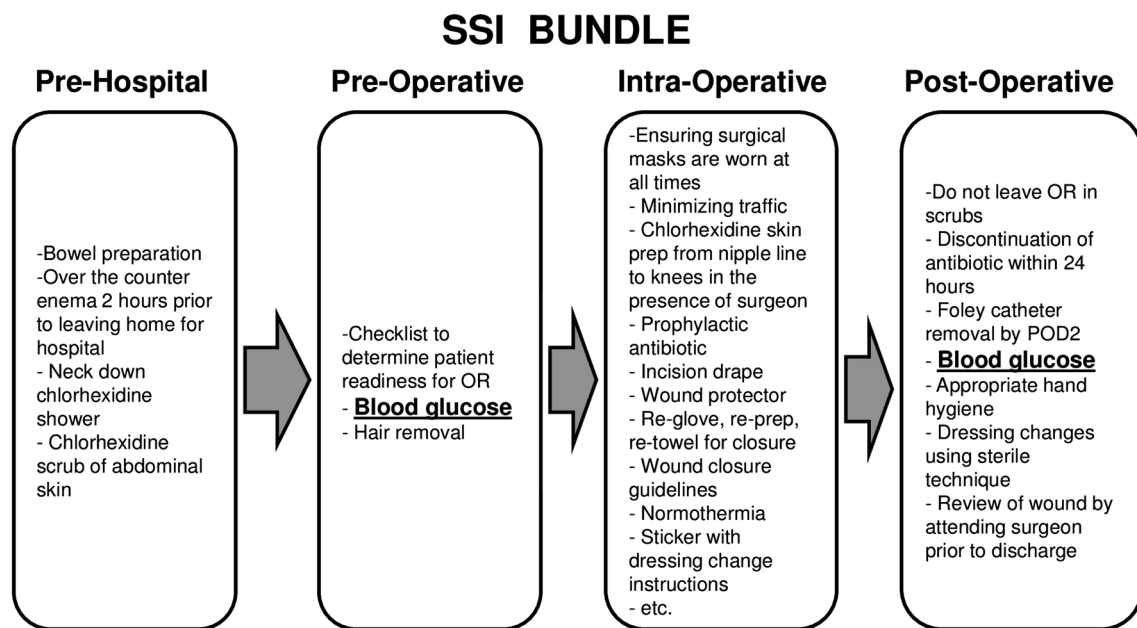 SSI BUNDLE
Pre-Hospital
-Bowel preparation
-Over the counter
enema 2 hours prior
to leaving home for
hospital
- Neck down
chlorhexidine
shower
- Chlorhexidine
scrub of abdominal
skin
Pre-Operative
-Checklist to
determine patient
readiness for OR
- Blood glucose
- Hair removal
Intra-Operative
-Ensuring surgical
masks are worn at
all times
- Minimizing traffic
- Chlorhexidine skin
prep from nipple line
to knees in the
presence of surgeon
- Prophylactic
antibiotic
- Incision drape
- Wound protector
- Re-glove, re-prep,
re-towel for closure
- Wound closure
guidelines
- Normothermia
- Sticker with
dressing change
instructions
- etc.
Post-Operative
-Do not leave OR in
scrubs
- Discontinuation of
antibiotic within 24
hours
- Foley catheter
removal by POD2
- Blood glucose
- Appropriate hand
hygiene
- Dressing changes
using sterile
technique
- Review of wound by
attending surgeon
prior to discharge